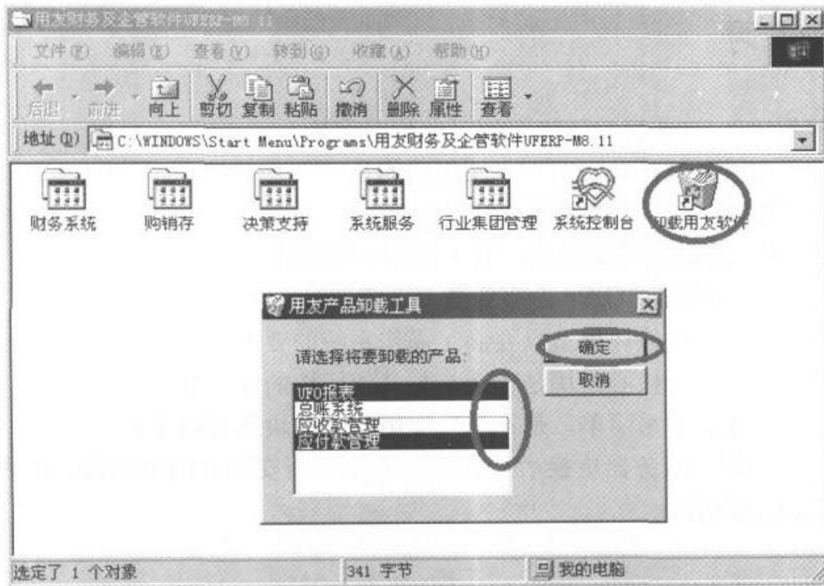 用友财务及企管软件UFERP-M8.11
文件(F) 编辑(E) 查看(V) 转到(G) 收藏(A) 帮助(H)
后退 前进 向上 剪切 复制 粘贴 撤消 删除 属性 查看
地址(D) C:\WINDOWS\Start Menu\Programs\用友财务及企管软件UFERP-M8.11
财务系统 购销存 决策支持 系统服务 行业集团管理 系统控制台 卸载用友软件
用友产品卸载工具
请选择将要卸载的产品:
确定
取消
UFO报表
总账系统
应收款管理
应付款管理
选定了 1 个对象 341 字节 我的电脑